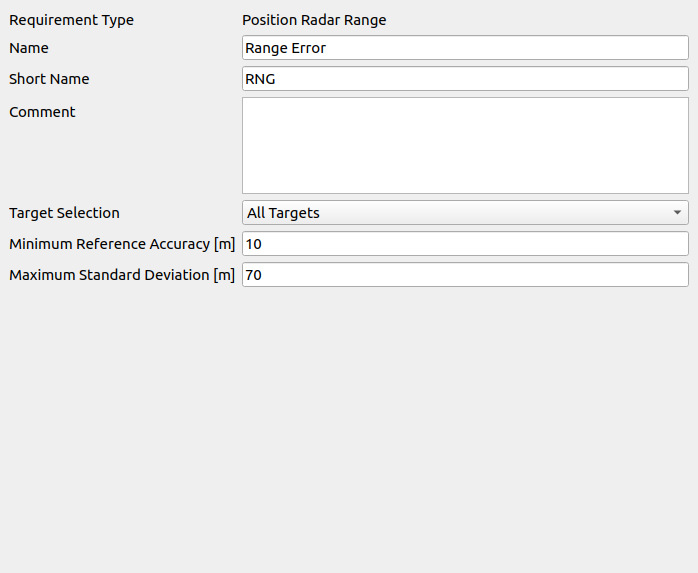 Requirement Type Position Radar Range
Name Range Error
Short Name RNG
Comment
Target Selection All Targets
Minimum Reference Accuracy [m] 10
Maximum Standard Deviation [m] 70